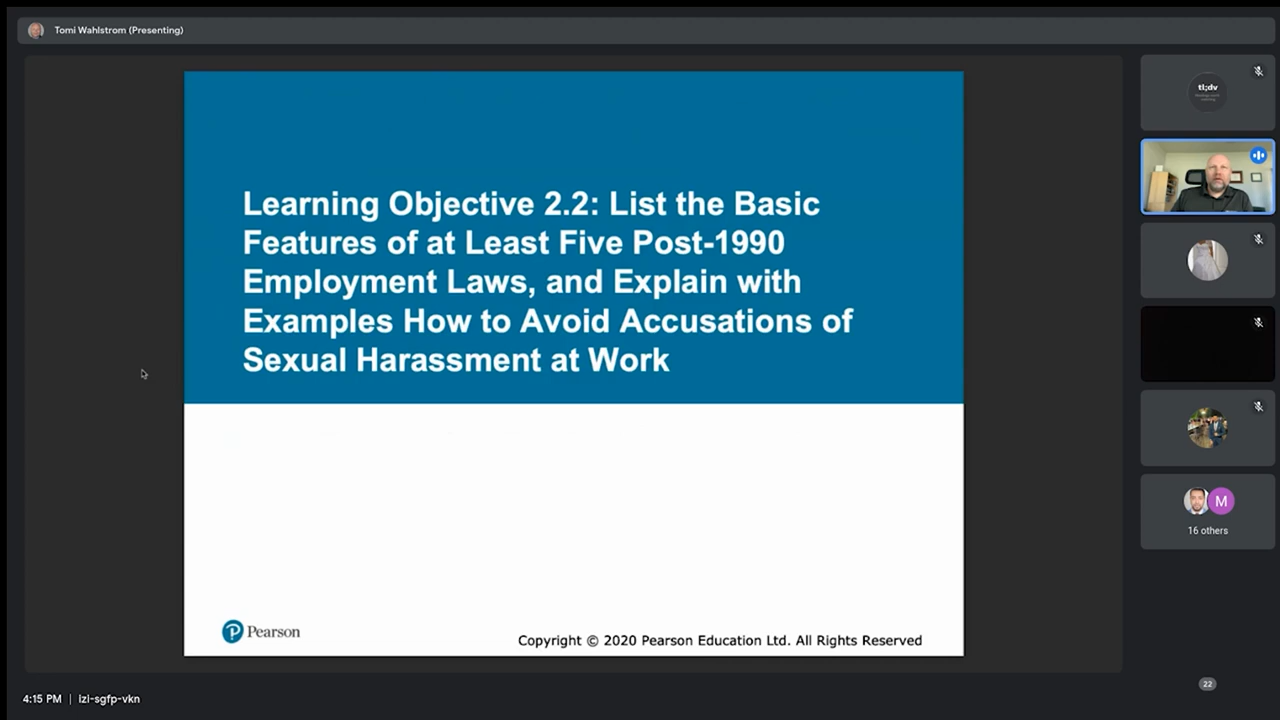 Tomi Wahlstrom (Presenting)
tl;dv
Learning Objective 2.2: List the Basic
Features of at Least Five Post-1990
Employment Laws, and Explain with
Examples How to Avoid Accusations of
Sexual Harassment at Work
M
16 others
P Pearson
Copyright © 2020 Pearson Education Ltd. All Rights Reserved
22
4:15 PM | lzi-sgfp-vkn